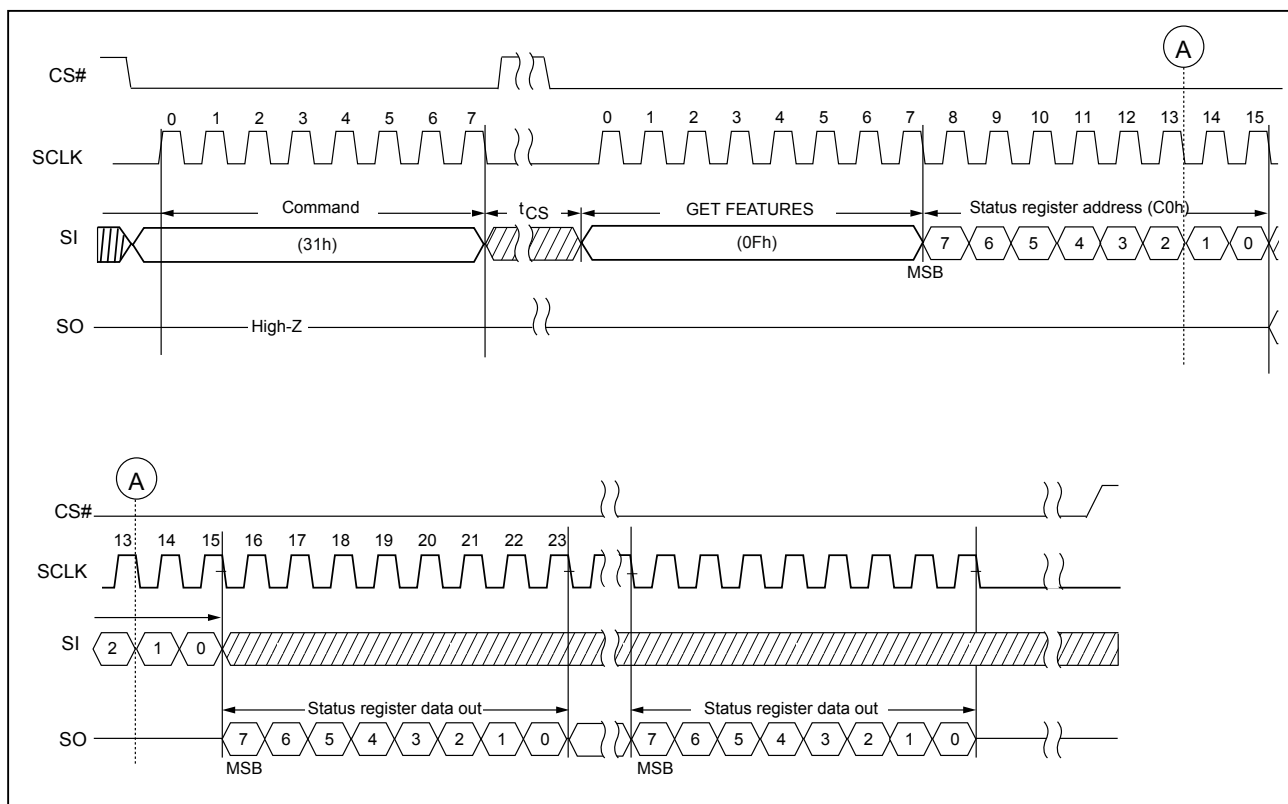 A
CS#
0 1 2 3 4 5 6 7 0 1 2 3 4 5 6 7 8 9 10 11 12 13 14 15
SCLK
Command tCS GET FEATURES Status register address (C0h)
SI (31h) (0Fh) 7 6 5 4 3 2 1 0
MSB
SO High-Z
A
CS#
13 14 15 16 17 18 19 20 21 22 23
SCLK
SI 2 1 0
Status register data out Status register data out
SO 7 6 5 4 3 2 1 0 7 6 5 4 3 2 1 0
MSB MSB